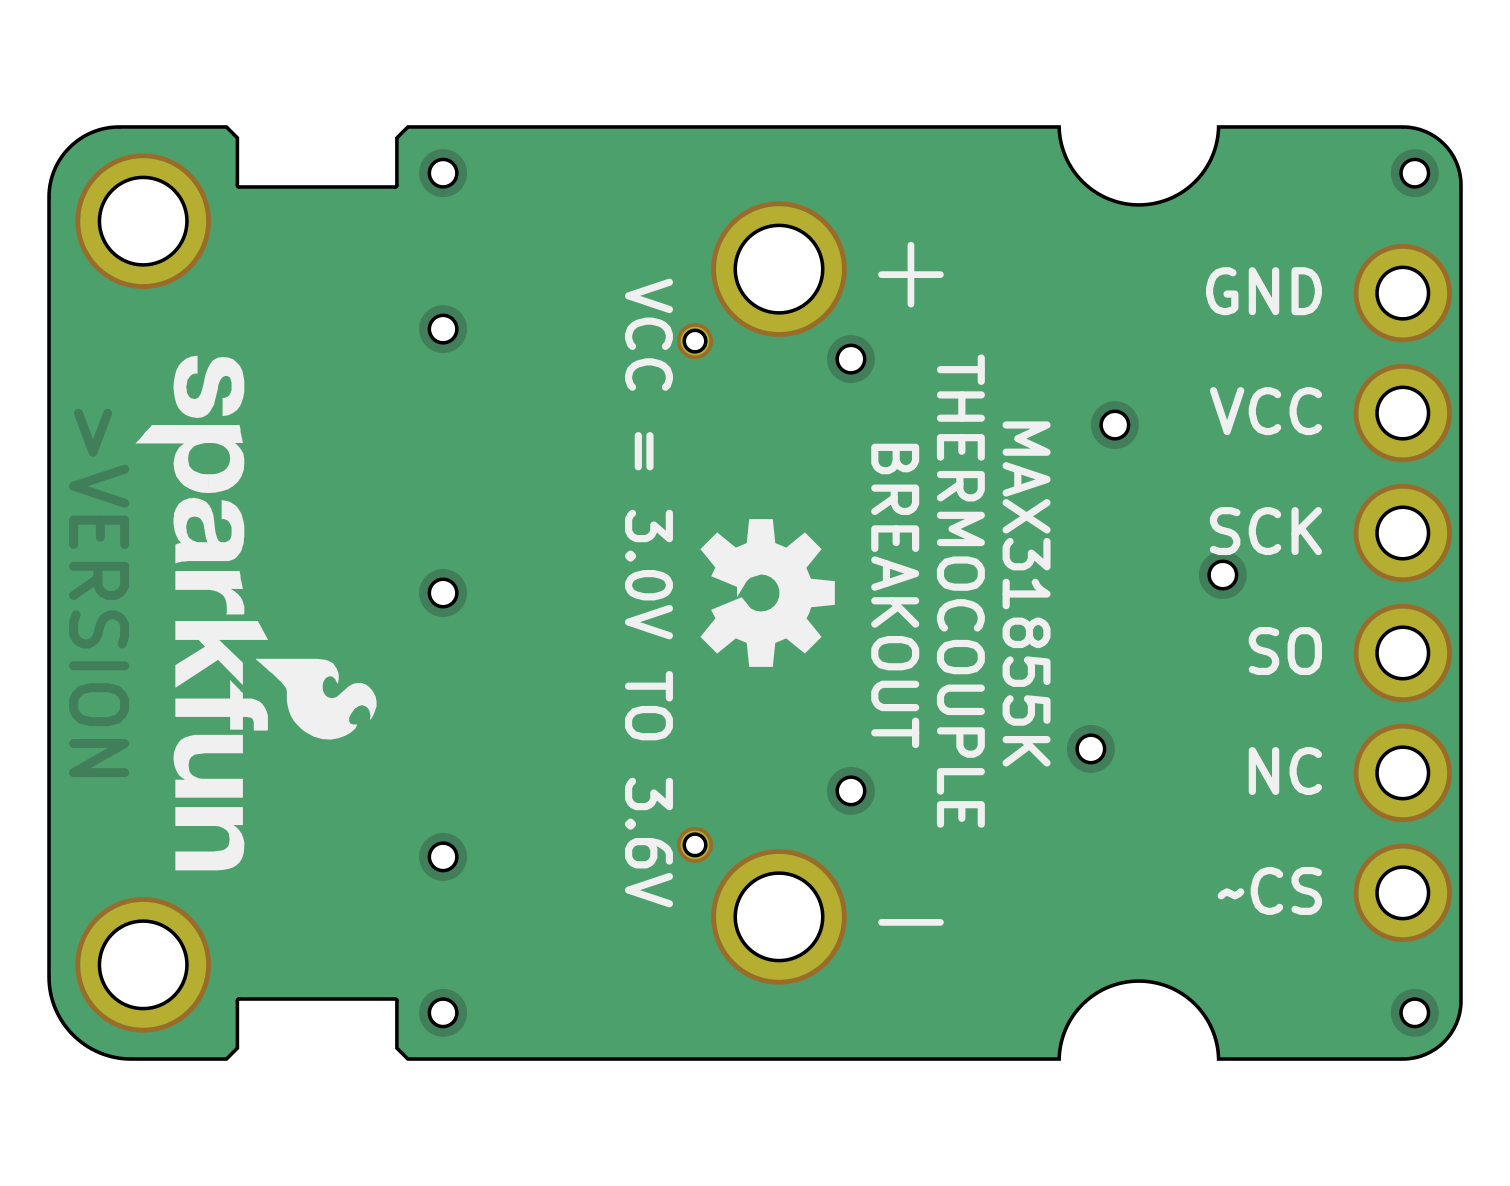 >VERSION
sparkfun
VCC = 3.0V TO 3.6V
+
-
MAX31855K
THERMOCOUPLE
BREAKOUT
GND
VCC
SCK
SO
NC
~CS